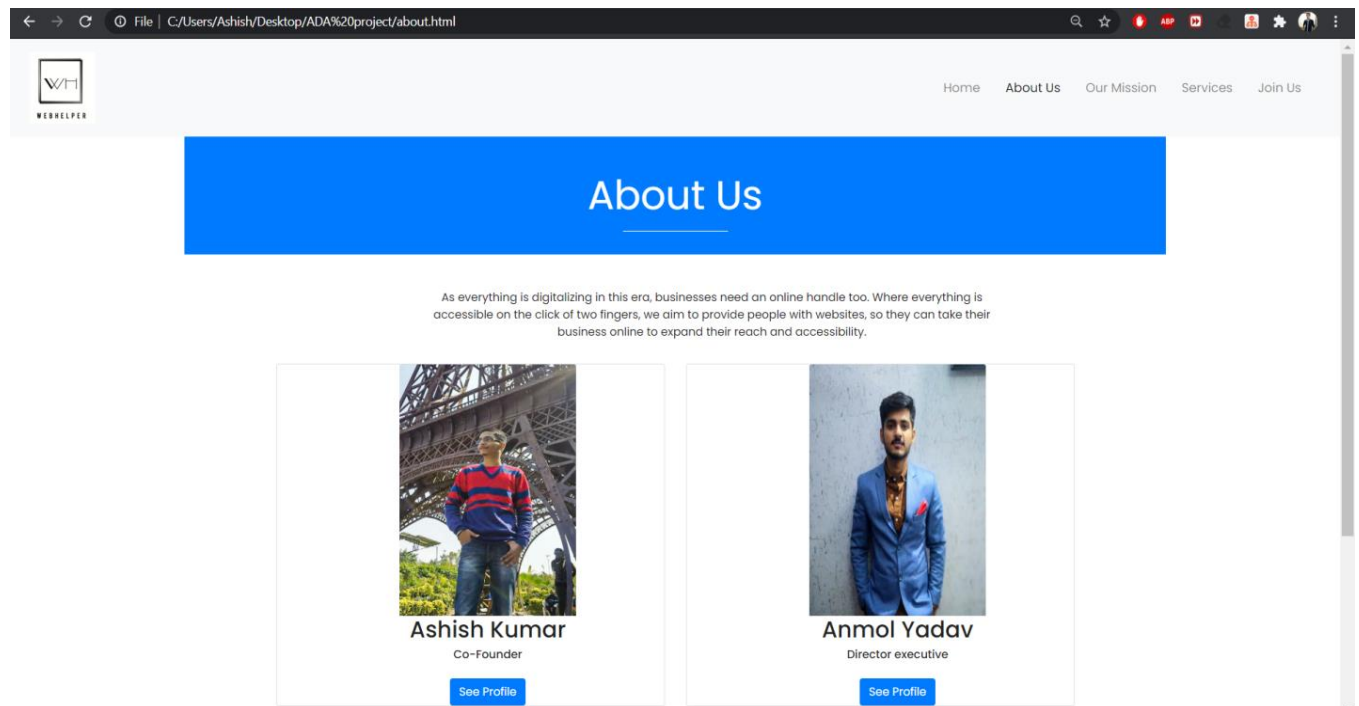 File | C:/Users/Ashish/Desktop/ADA%20project/about.html
ABP
WH
WEBHELPER
Home About Us Our Mission Services Join Us
About Us
As everything is digitalizing in this era, businesses need an online handle too. Where everything is
accessible on the click of two fingers, we aim to provide people with websites, so they can take their
business online to expand their reach and accessibility.
Ashish Kumar
Co-Founder
See Profile
Anmol Yadav
Director executive
See Profile